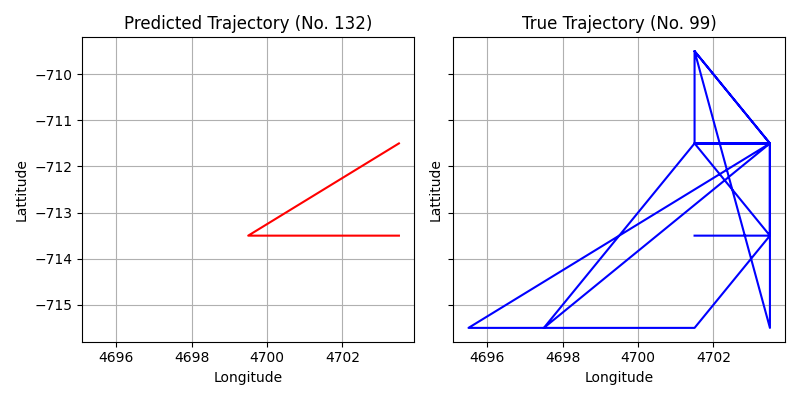 Predicted Trajectory (No. 132)
True Trajectory (No. 99)
−710
−711
−712
−713
−714
−715
Lattitude
Lattitude
4696
4698
4700
4702
4696
4698
4700
4702
Longitude
Longitude